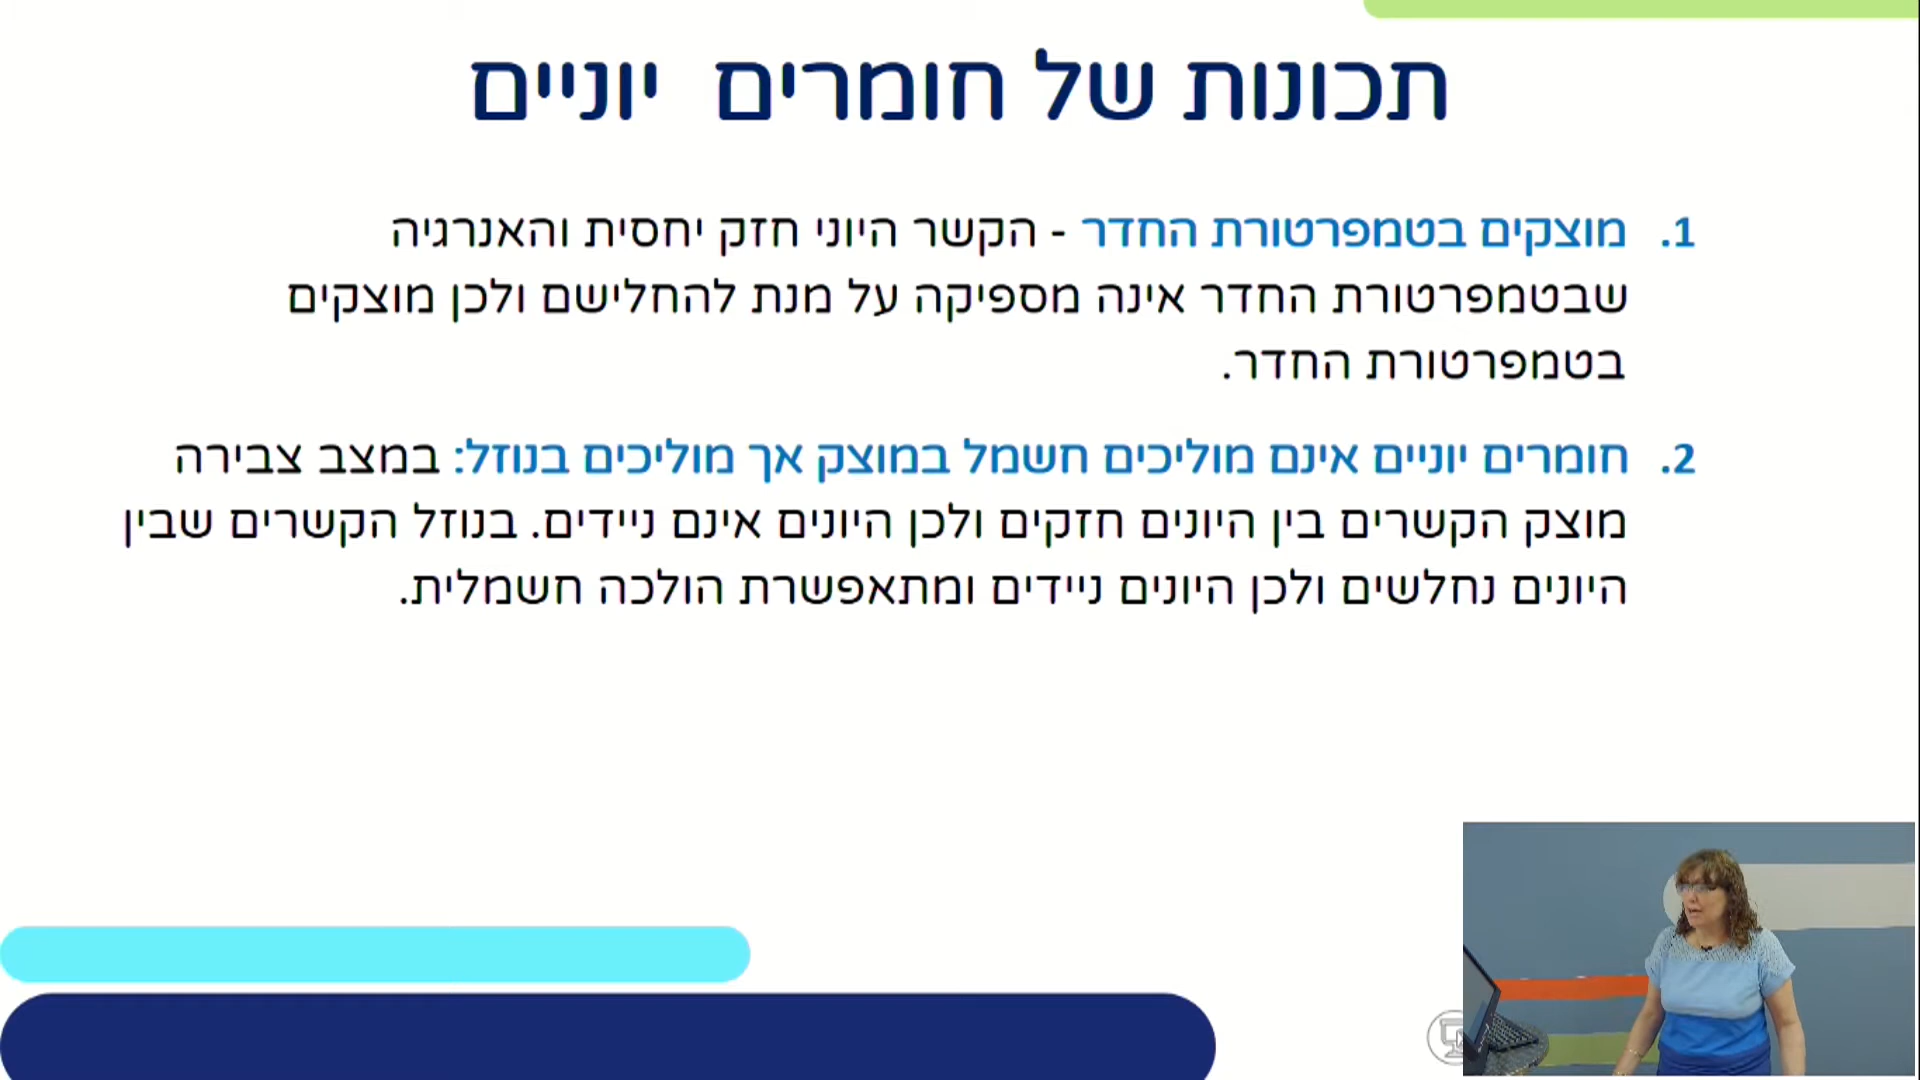 תכונות של חומרים יוניים
1. מוצקים בטמפרטורת החדר - הקשר היוני חזק יחסית והאנרגיה
שבטמפרטורת החדר אינה מספיקה על מנת להחלישם ולכן מוצקים
בטמפרטורת החדר.
2. חומרים יוניים אינם מוליכים חשמל במוצק אך מוליכים בנוזל: במצב צבירה
מוצק הקשרים בין היונים חזקים ולכן היונים אינם ניידים. בנוזל הקשרים שבין
היונים נחלשים ולכן היונים ניידים ומתאפשרת הולכה חשמלית.